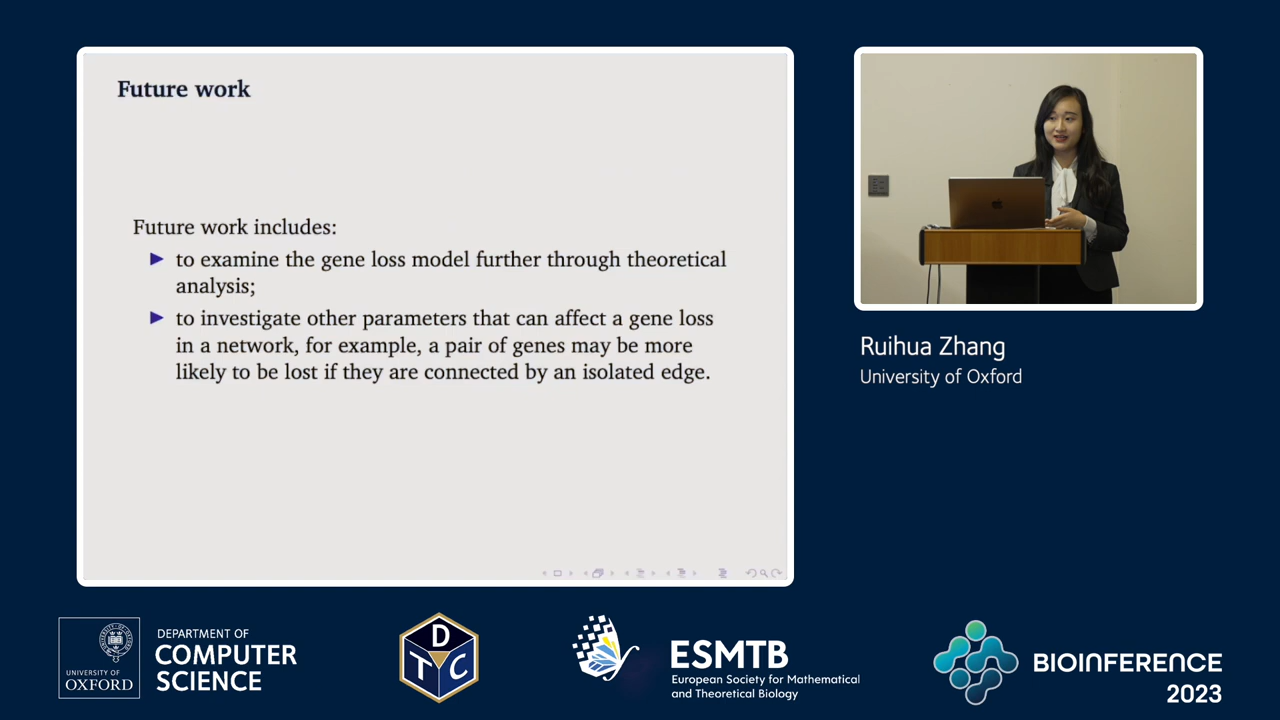 Future work
Future work includes:
to examine the gene loss model further through theoretical
analysis;
to investigate other parameters that can affect a gene loss
in a network, for example, a pair of genes may be more
likely to be lost if they are connected by an isolated edge.
Ruihua Zhang
University of Oxford
UNIVERSITY OF
OXFORD
DEPARTMENT OF
COMPUTER
SCIENCE
D
T C
ESMTB
European Society for Mathematical
and Theoretical Biology
BIOINFERENCE
2023